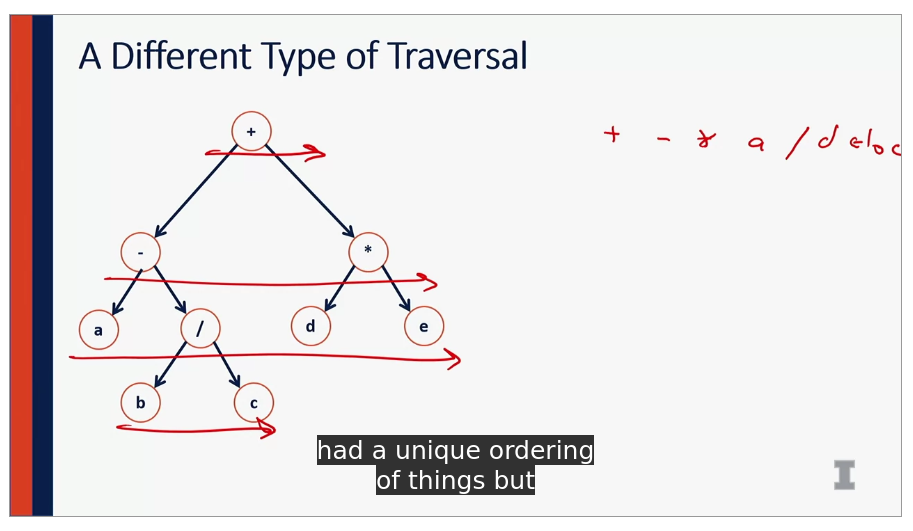 A Different Type of Traversal
+
+ - * a / d e b c
- *
a / d e
b c
had a unique ordering
of things but
I